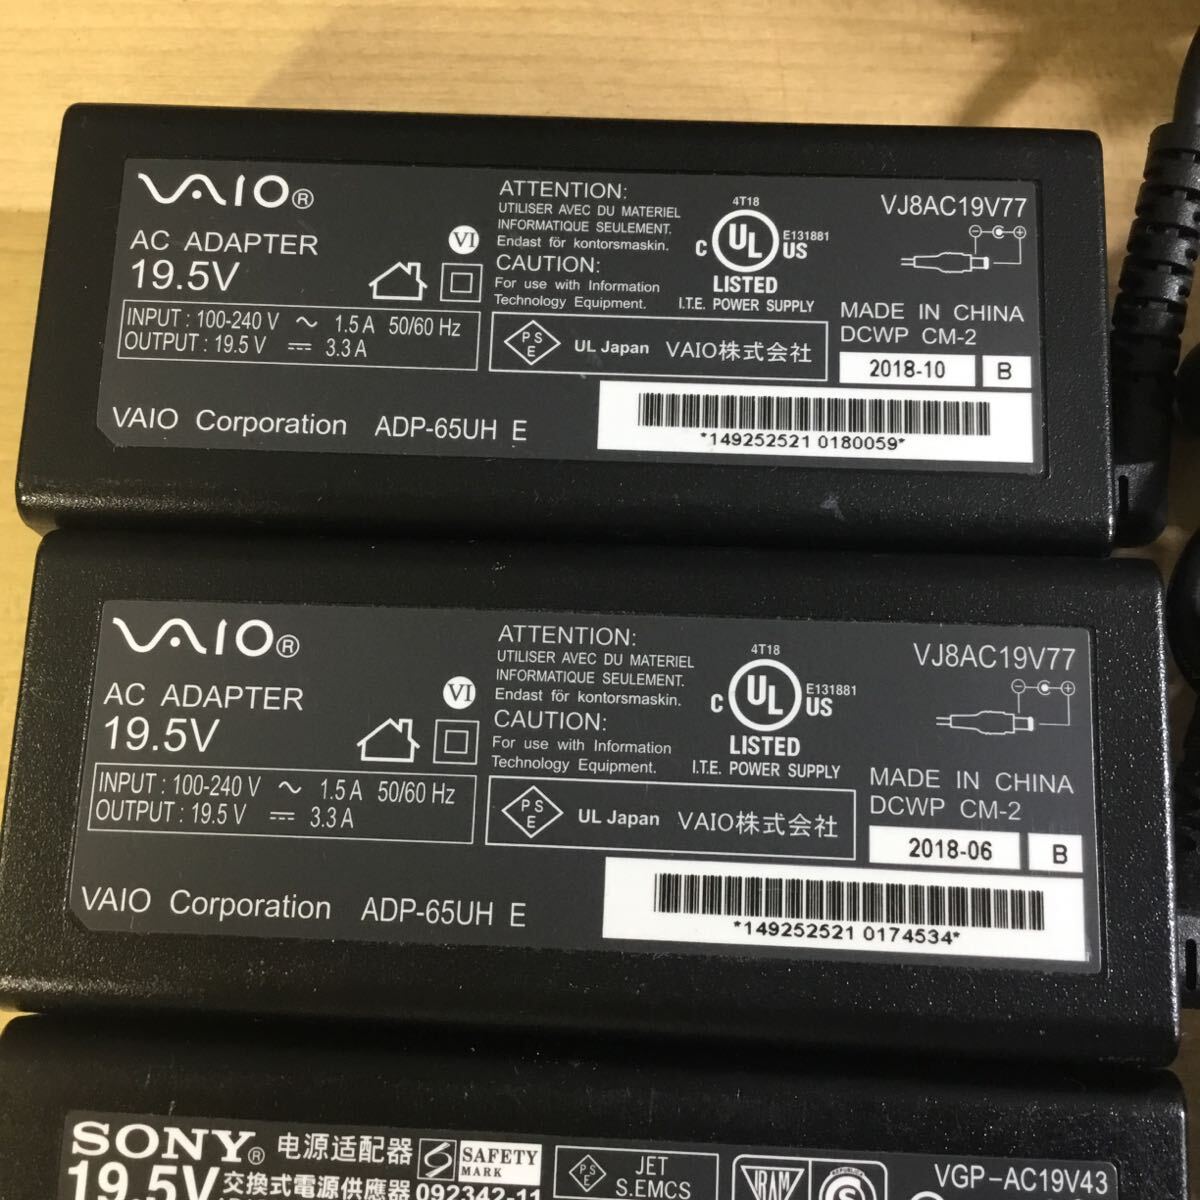 VAIO®
AC ADAPTER
19.5V
VI
INPUT : 100-240 V ~ 1.5 A 50/60 Hz
OUTPUT : 19.5 V ⎓ 3.3 A
VAIO Corporation ADP-65UH E
ATTENTION:
UTILISER AVEC DU MATERIEL
INFORMATIQUE SEULEMENT.
Endast för kontorsmaskin.
CAUTION:
For use with Information
Technology Equipment.
PSE UL Japan VAIO株式会社
4T18
C UL US E131881
LISTED
I.T.E. POWER SUPPLY
VJ8AC19V77
MADE IN CHINA
DCWP CM-2
2018-10 B
*149252521 0180059*
VAIO®
AC ADAPTER
19.5V
VI
INPUT : 100-240 V ~ 1.5 A 50/60 Hz
OUTPUT : 19.5 V ⎓ 3.3 A
VAIO Corporation ADP-65UH E
ATTENTION:
UTILISER AVEC DU MATERIEL
INFORMATIQUE SEULEMENT.
Endast för kontorsmaskin.
CAUTION:
For use with Information
Technology Equipment.
PSE UL Japan VAIO株式会社
4T18
C UL US E131881
LISTED
I.T.E. POWER SUPPLY
VJ8AC19V77
MADE IN CHINA
DCWP CM-2
2018-06 B
*149252521 0174534*
SONY® 电源适配器
19.5V 交換式電源供應器
SAFETY
MARK
092342-11
PSE JET
S.EMCS
VRAM
S
VGP-AC19V43